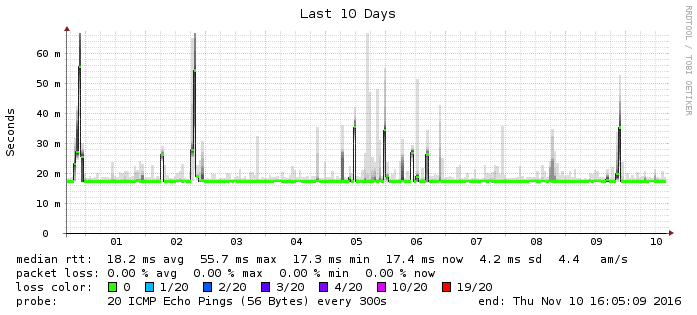 Last 10 Days
RRDTOOL / TOBI OETIKER
Seconds
60 m
50 m
40 m
30 m
20 m
10 m
0
01 02 03 04 05 06 07 08 09 10
median rtt: 18.2 ms avg 55.7 ms max 17.3 ms min 17.4 ms now 4.2 ms sd 4.4 am/s
packet loss: 0.00 % avg 0.00 % max 0.00 % min 0.00 % now
loss color: 0 1/20 2/20 3/20 4/20 10/20 19/20
probe: 20 ICMP Echo Pings (56 Bytes) every 300s end: Thu Nov 10 16:05:09 2016